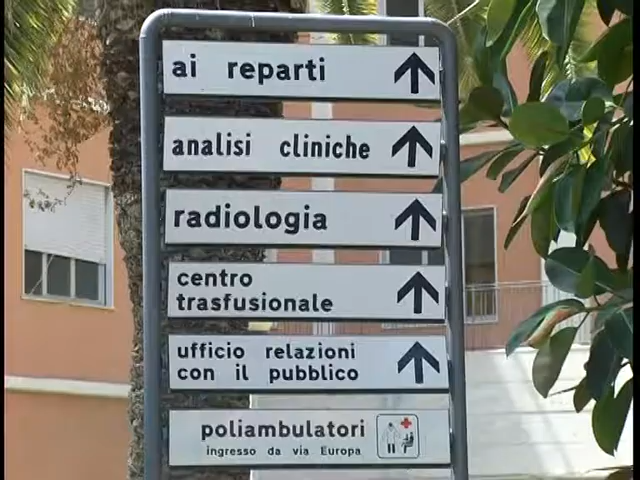 ai reparti
analisi cliniche
radiologia
centro
trasfusionale
ufficio relazioni
con il pubblico
poliambulatori
ingresso da via Europa